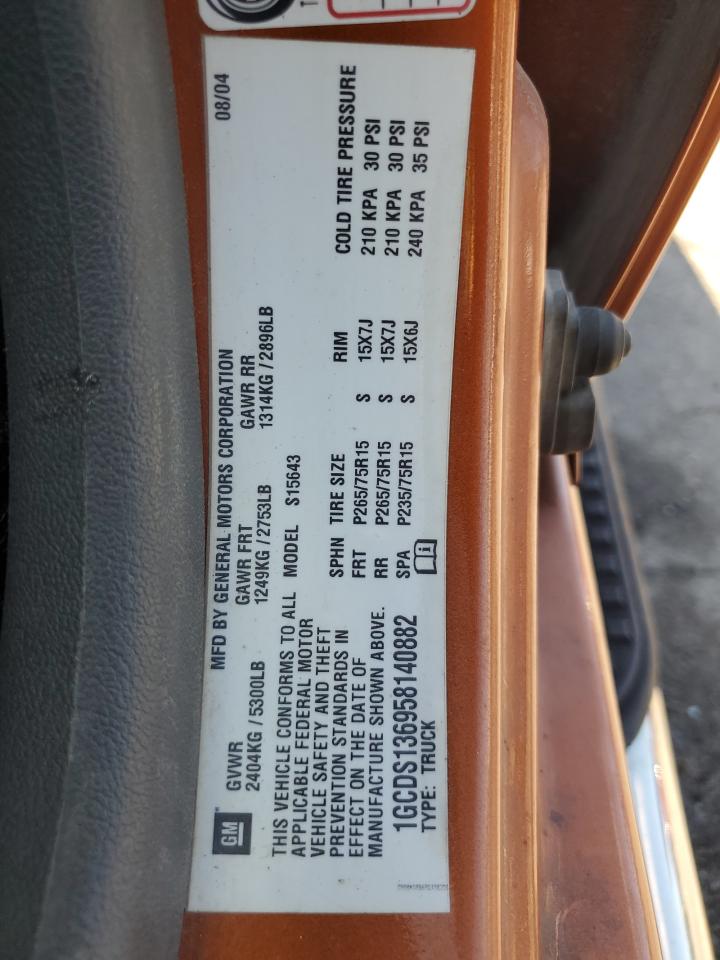 MFD BY GENERAL MOTORS CORPORATION 08/04
GM
GVWR GAWR FRT GAWR RR
2404KG / 5300LB 1249KG / 2753LB 1314KG / 2896LB
THIS VEHICLE CONFORMS TO ALL
APPLICABLE FEDERAL MOTOR
VEHICLE SAFETY AND THEFT
PREVENTION STANDARDS IN
EFFECT ON THE DATE OF
MANUFACTURE SHOWN ABOVE.
1GCDS136958140882
TYPE: TRUCK
MODEL S15643
SPHN TIRE SIZE RIM COLD TIRE PRESSURE
FRT P265/75R15 S 15X7J 210 KPA 30 PSI
RR P265/75R15 S 15X7J 210 KPA 30 PSI
SPA P235/75R15 S 15X6J 240 KPA 35 PSI